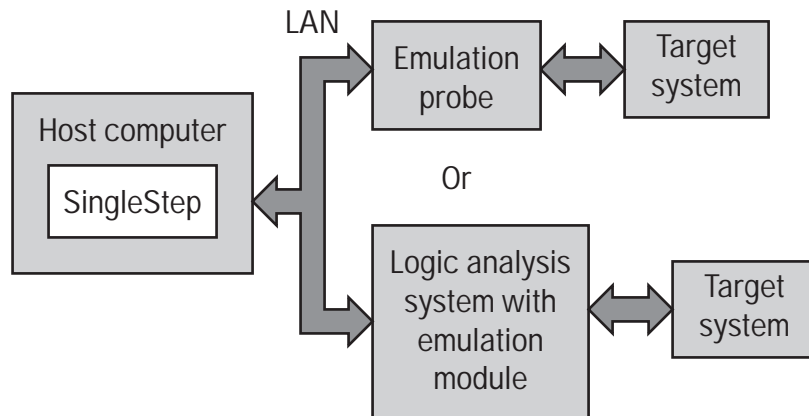 LAN
Host computer
SingleStep
Emulation
probe
Target
system
Or
Logic analysis
system with
emulation
module
Target
system